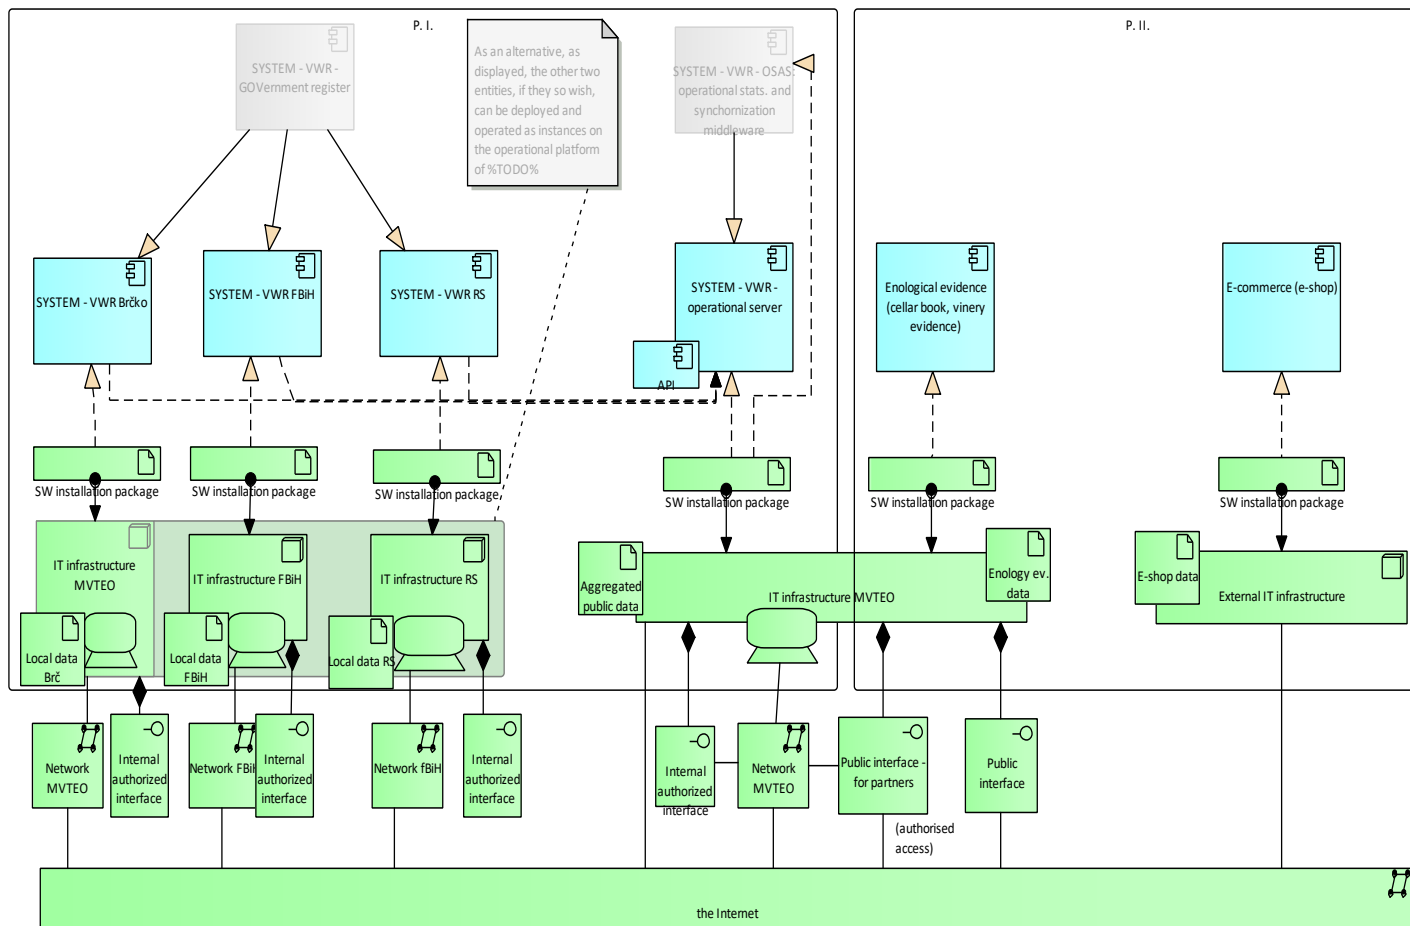 P. I.
P. II.
SYSTEM - VWR -
GOVernment register
As an alternative, as
displayed, the other two
entities, if they so wish,
can be deployed and
operated as instances on
the operational platform
of %TODO%
SYSTEM - VWR - OSAS:
operational stats. and
synchornization
middleware
SYSTEM - VWR Brčko
SYSTEM - VWR FBiH
SYSTEM - VWR RS
SYSTEM - VWR -
operational server
API
Enological evidence
(cellar book, vinery
evidence)
E-commerce (e-shop)
SW installation package
SW installation package
SW installation package
SW installation package
SW installation package
SW installation package
IT infrastructure
MVTEO
IT infrastructure FBiH
IT infrastructure RS
Aggregated
public data
IT infrastructure MVTEO
Enology ev.
data
E-shop data
External IT infrastructure
Local data
Brč
Local data
FBiH
Local data RS
Network
MVTEO
Internal
authorized
interface
Network FBiH
Internal
authorized
interface
Network fBiH
Internal
authorized
interface
Internal
authorized
interface
Network
MVTEO
Public interface -
for partners
(authorised
access)
Public
interface
the Internet